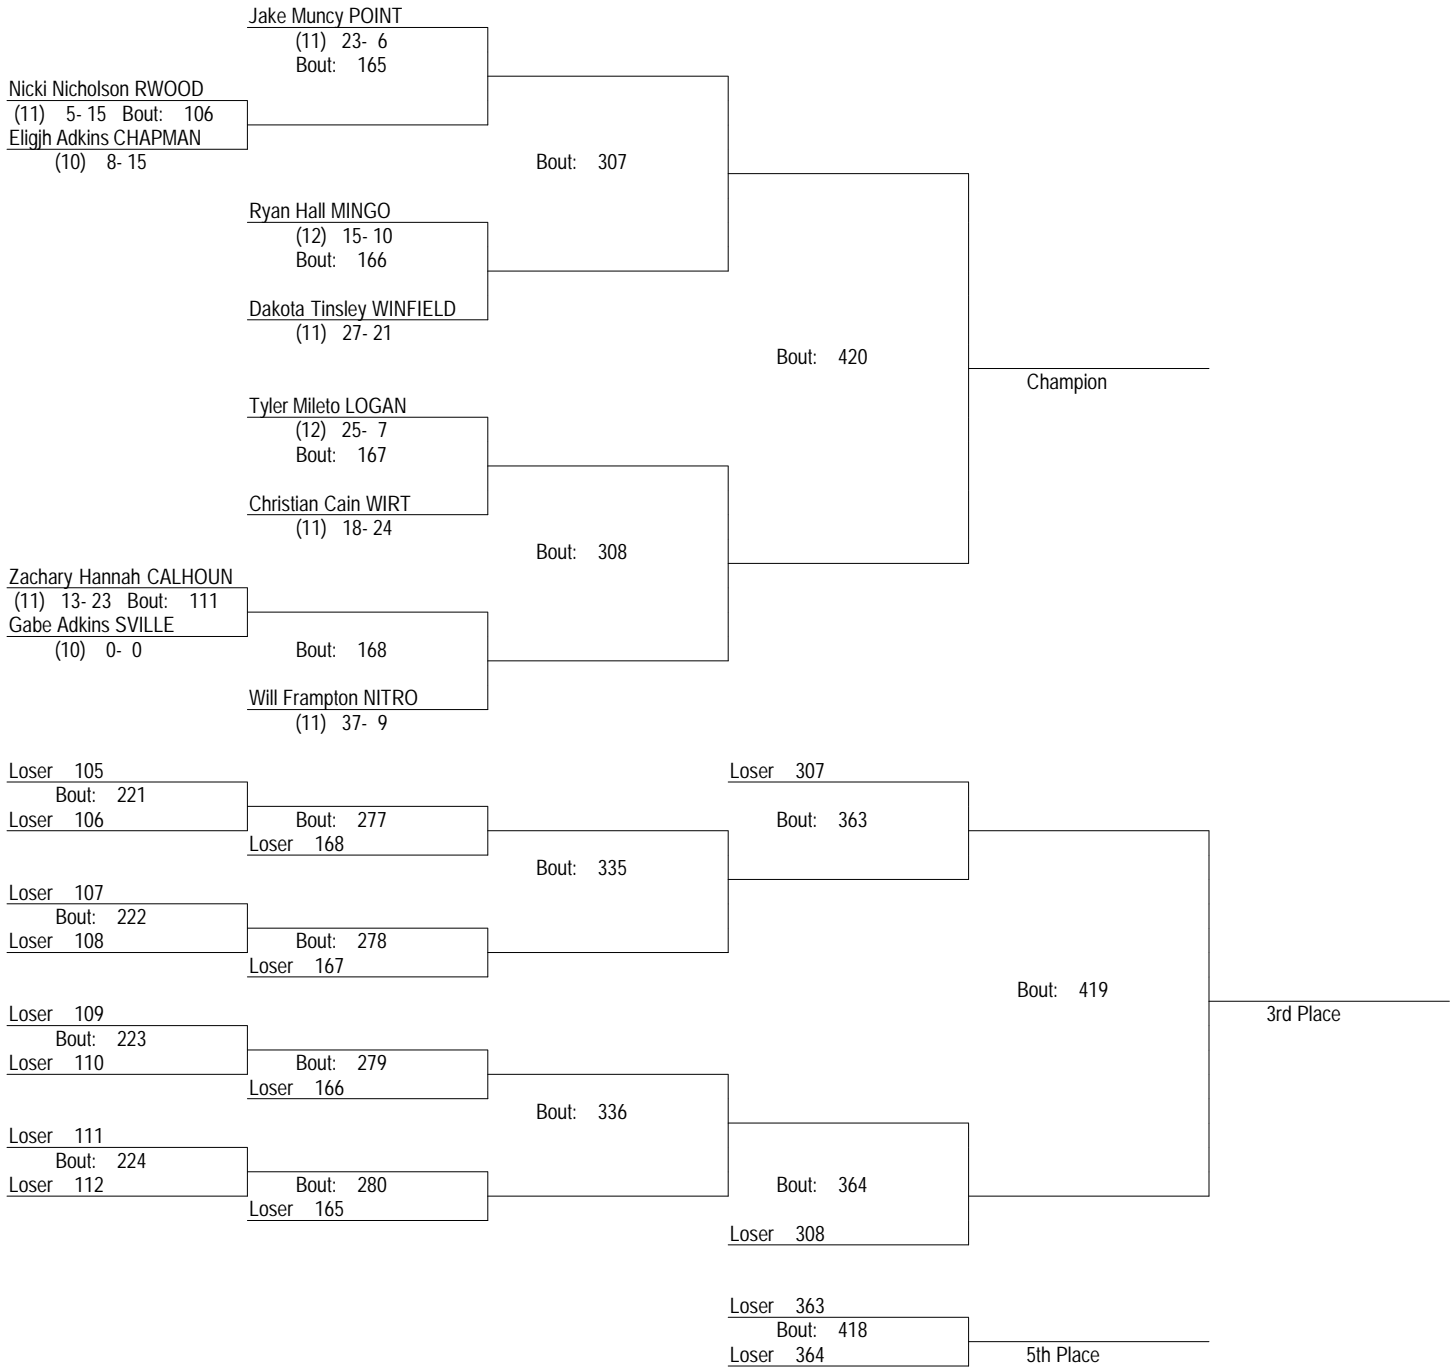 Jake Muncy POINT
(11) 23- 6
Bout: 165
Nicki Nicholson RWOOD
(11) 5- 15 Bout: 106
Eligjh Adkins CHAPMAN
(10) 8- 15
Bout: 307
Ryan Hall MINGO
(12) 15- 10
Bout: 166
Dakota Tinsley WINFIELD
(11) 27- 21
Bout: 420
Champion
Tyler Mileto LOGAN
(12) 25- 7
Bout: 167
Christian Cain WIRT
(11) 18- 24
Bout: 308
Zachary Hannah CALHOUN
(11) 13- 23 Bout: 111
Gabe Adkins SVILLE
(10) 0- 0
Bout: 168
Will Frampton NITRO
(11) 37- 9
Loser 105
Bout: 221
Loser 106
Bout: 277
Loser 168
Loser 307
Bout: 363
Bout: 335
Loser 107
Bout: 222
Loser 108
Bout: 278
Loser 167
Bout: 419
3rd Place
Loser 109
Bout: 223
Loser 110
Bout: 279
Loser 166
Bout: 336
Loser 111
Bout: 224
Loser 112
Bout: 280
Loser 165
Bout: 364
Loser 308
Loser 363
Bout: 418
Loser 364
5th Place